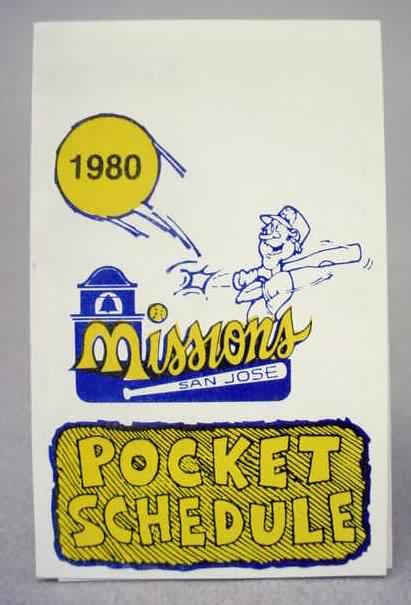 1980
Missions
SAN JOSE
POCKET
SCHEDULE